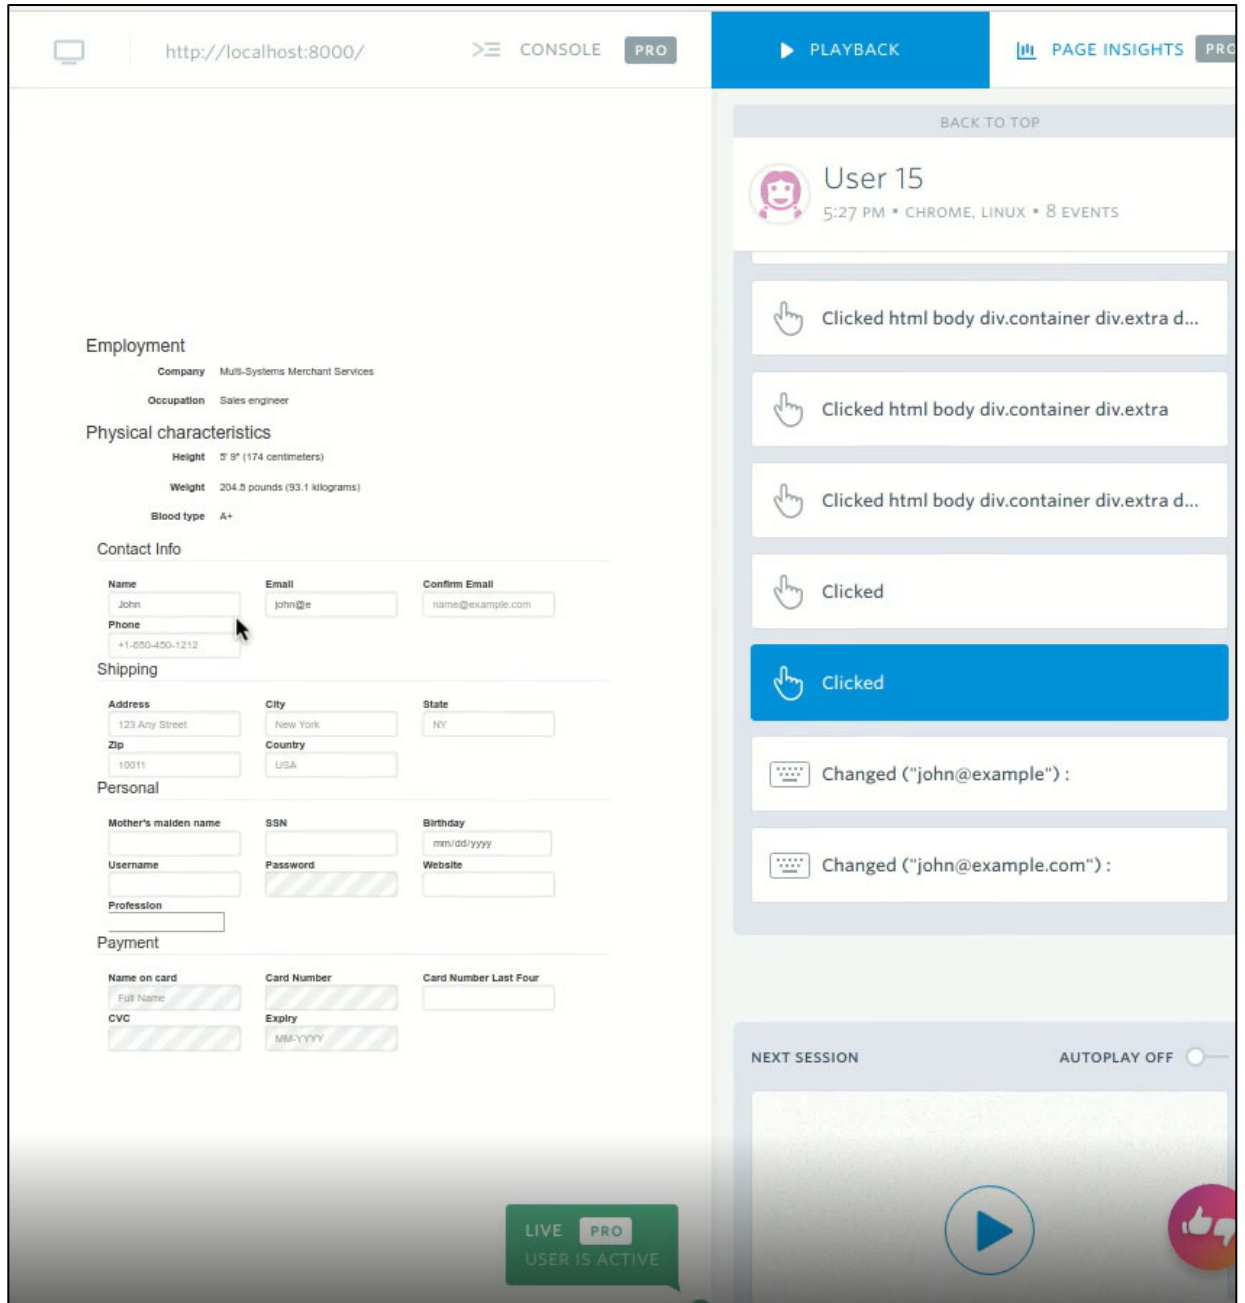 http://localhost:8000/
CONSOLE PRO
PLAYBACK
PAGE INSIGHTS PRO
BACK TO TOP
User 15
5:27 PM • CHROME, LINUX • 8 EVENTS
Clicked html body div.container div.extra d...
Clicked html body div.container div.extra
Clicked html body div.container div.extra d...
Clicked
Clicked
Changed ("john@example") :
Changed ("john@example.com") :
NEXT SESSION
AUTOPLAY OFF
Employment
Company Multi-Systems Merchant Services
Occupation Sales engineer
Physical characteristics
Height 5' 9" (174 centimeters)
Weight 204.5 pounds (93.1 kilograms)
Blood type A+
Contact Info
Name Email Confirm Email
John john@e name@example.com
Phone
+1-650-450-1212
Shipping
Address City State
123 Any Street New York NY
Zip Country
10011 USA
Personal
Mother's maiden name SSN Birthday
mm/dd/yyyy
Username Password Website
Profession
Payment
Name on card Card Number Card Number Last Four
Full Name
CVC Expiry
MM-YYYY
LIVE PRO
USER IS ACTIVE